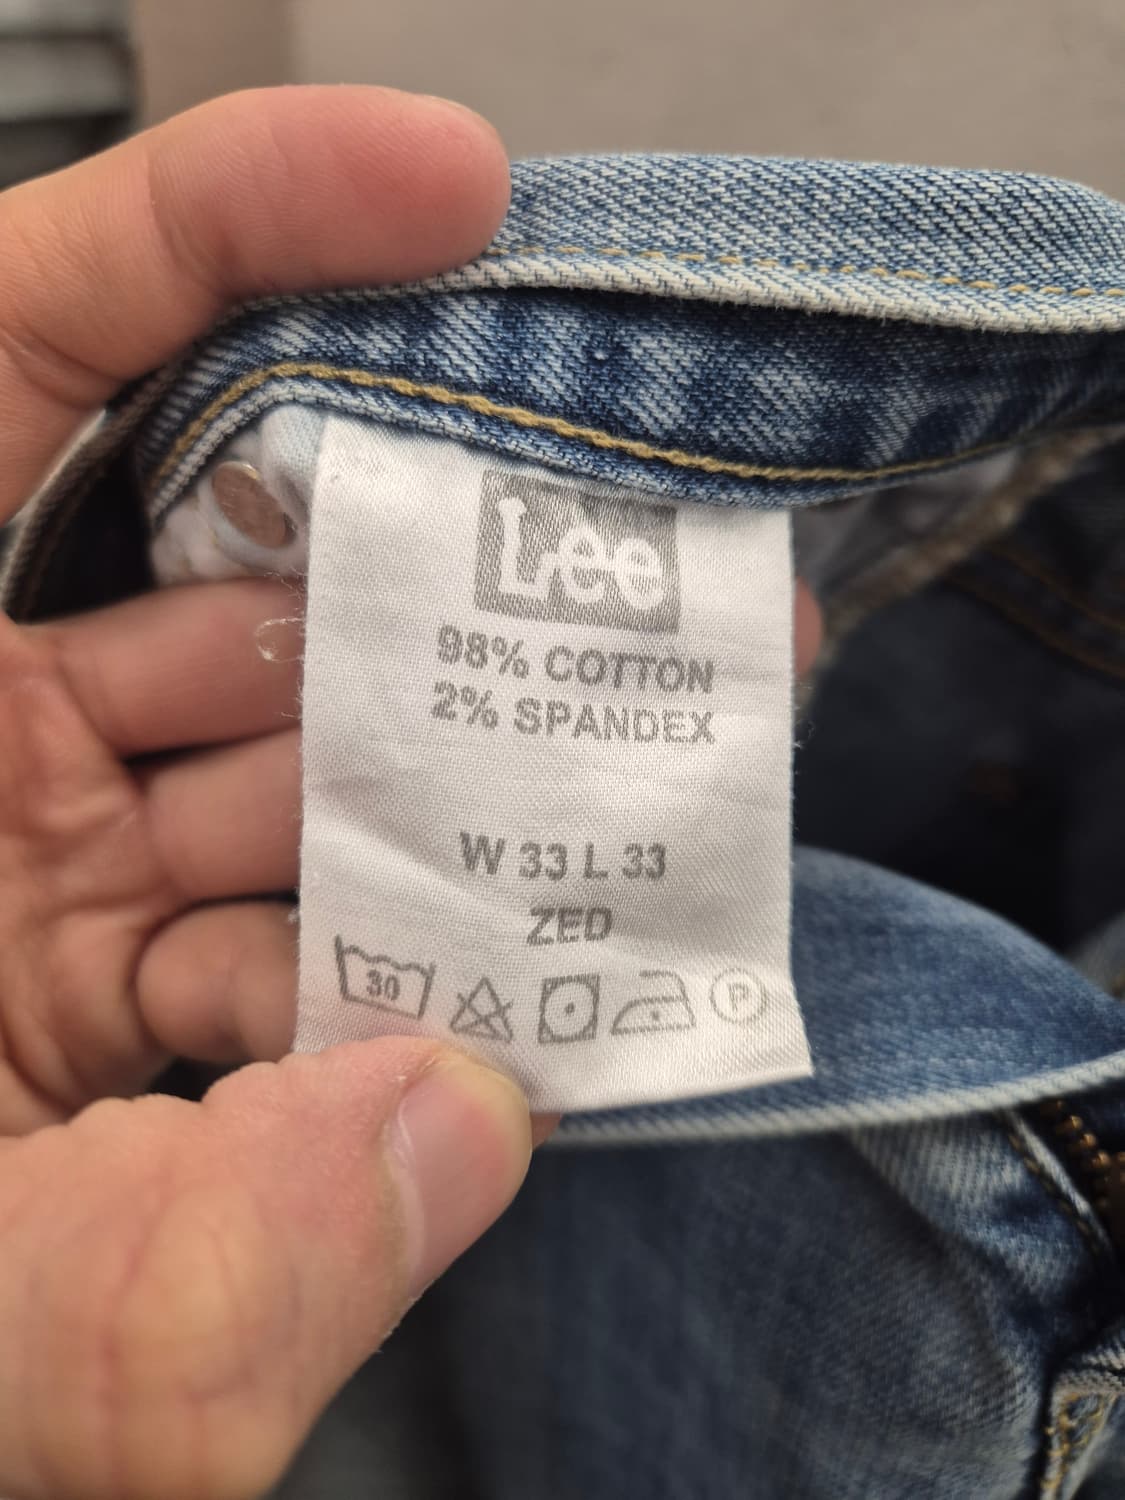 Lee
98% COTTON
2% SPANDEX
W 33 L 33
ZED
30 P